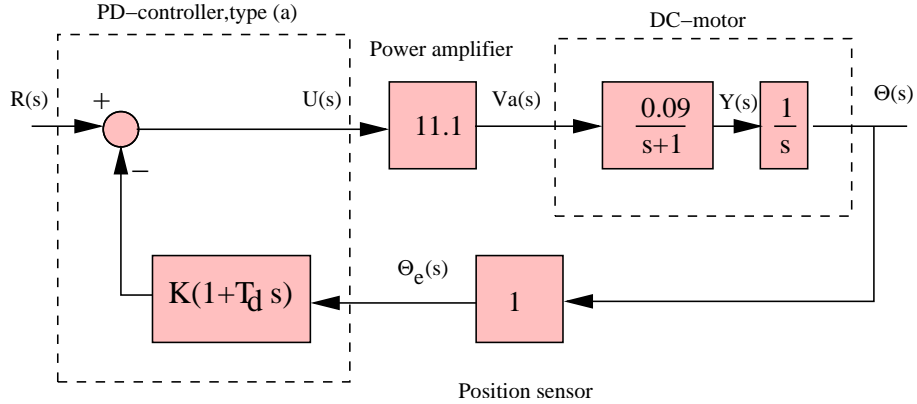 PD−controller,type (a)
DC−motor
Power amplifier
R(s)
+
U(s)
Va(s)
Y(s)
Θ(s)
11.1
0.09
s+1
1
s
−
Θe(s)
K(1+Td s)
1
Position sensor